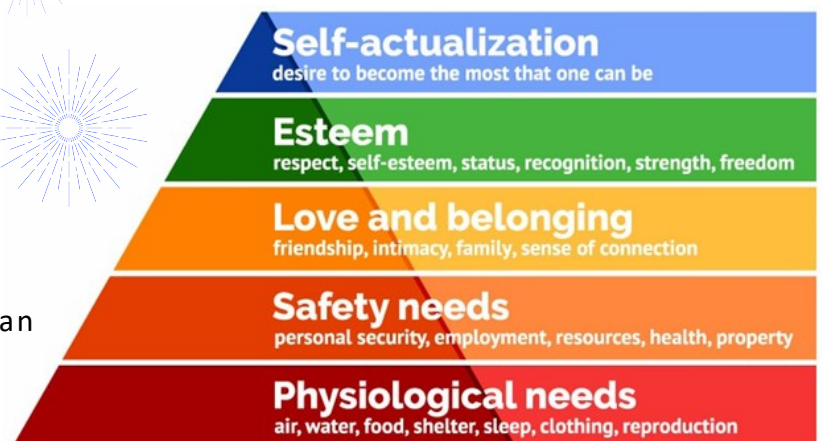 Self-actualization
desire to become the most that one can be
Esteem
respect, self-esteem, status, recognition, strength, freedom
Love and belonging
friendship, intimacy, family, sense of connection
an
Safety needs
personal security, employment, resources, health, property
Physiological needs
air, water, food, shelter, sleep, clothing, reproduction